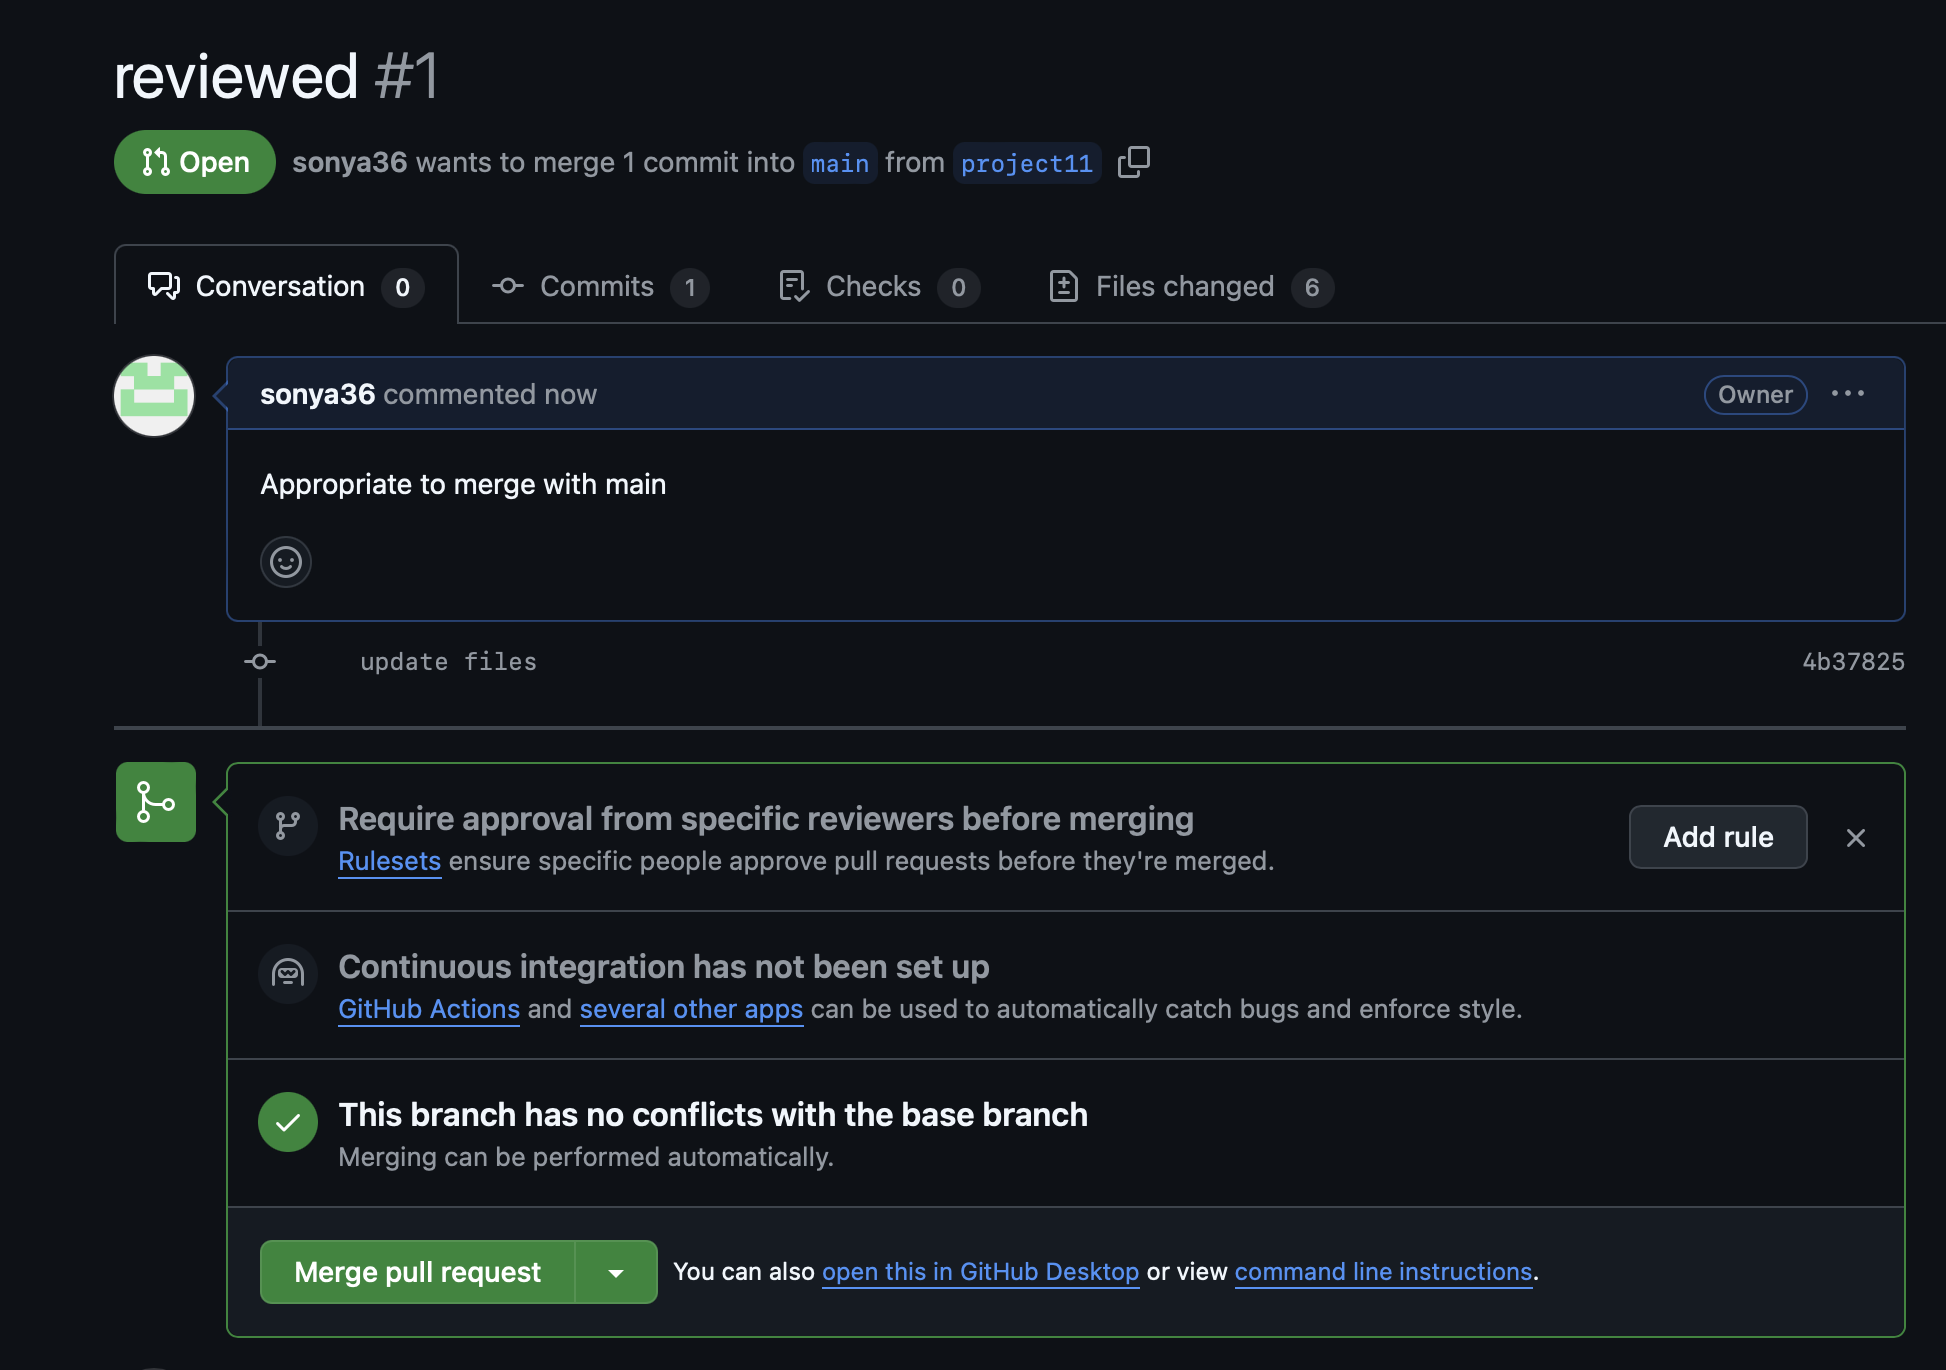 reviewed #1
Open sonya36 wants to merge 1 commit into main from project11
Conversation 0 Commits 1 Checks 0 Files changed 6
sonya36 commented now Owner
Appropriate to merge with main
update files 4b37825
Require approval from specific reviewers before merging
Rulesets ensure specific people approve pull requests before they're merged.
Add rule
Continuous integration has not been set up
GitHub Actions and several other apps can be used to automatically catch bugs and enforce style.
This branch has no conflicts with the base branch
Merging can be performed automatically.
Merge pull request You can also open this in GitHub Desktop or view command line instructions.